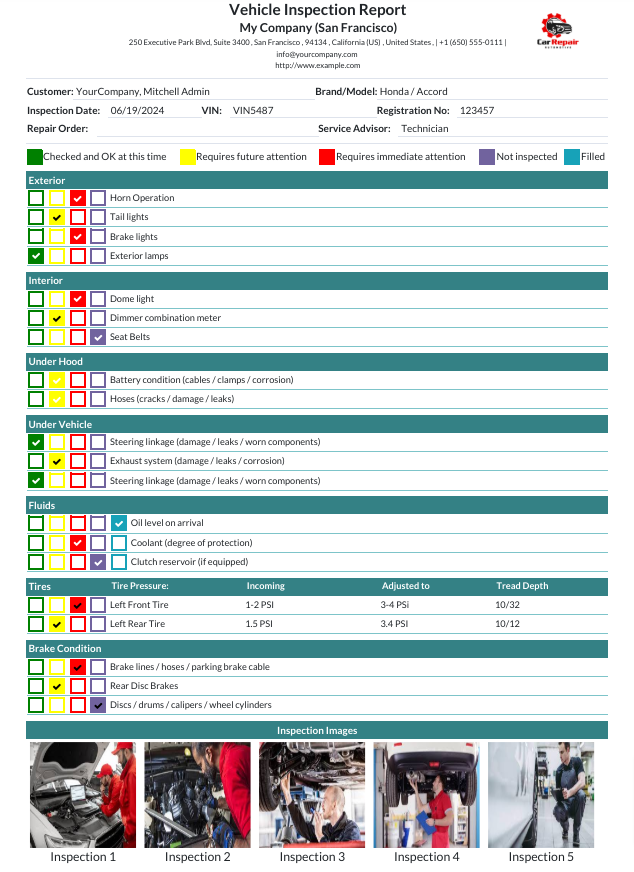 Vehicle Inspection Report
My Company (San Francisco)
250 Executive Park Blvd, Suite 3400 , San Francisco , 94134 , California (US) , United States , | +1 (650) 555-0111 |
info@yourcompany.com
http://www.example.com
Car Repair
AUTOMOTIVE
Customer: YourCompany, Mitchell Admin Brand/Model: Honda / Accord
Inspection Date: 06/19/2024 VIN: VIN5487 Registration No: 123457
Repair Order: Service Advisor: Technician
Checked and OK at this time Requires future attention Requires immediate attention Not inspected Filled
Exterior
Horn Operation
Tail lights
Brake lights
Exterior lamps
Interior
Dome light
Dimmer combination meter
Seat Belts
Under Hood
Battery condition (cables / clamps / corrosion)
Hoses (cracks / damage / leaks)
Under Vehicle
Steering linkage (damage / leaks / worn components)
Exhaust system (damage / leaks / corrosion)
Steering linkage (damage / leaks / worn components)
Fluids
Oil level on arrival
Coolant (degree of protection)
Clutch reservoir (if equipped)
Tires Tire Pressure: Incoming Adjusted to Tread Depth
Left Front Tire 1-2 PSI 3-4 PSi 10/32
Left Rear Tire 1.5 PSI 3.4 PSI 10/12
Brake Condition
Brake lines / hoses / parking brake cable
Rear Disc Brakes
Discs / drums / calipers / wheel cylinders
Inspection Images
Inspection 1 Inspection 2 Inspection 3 Inspection 4 Inspection 5